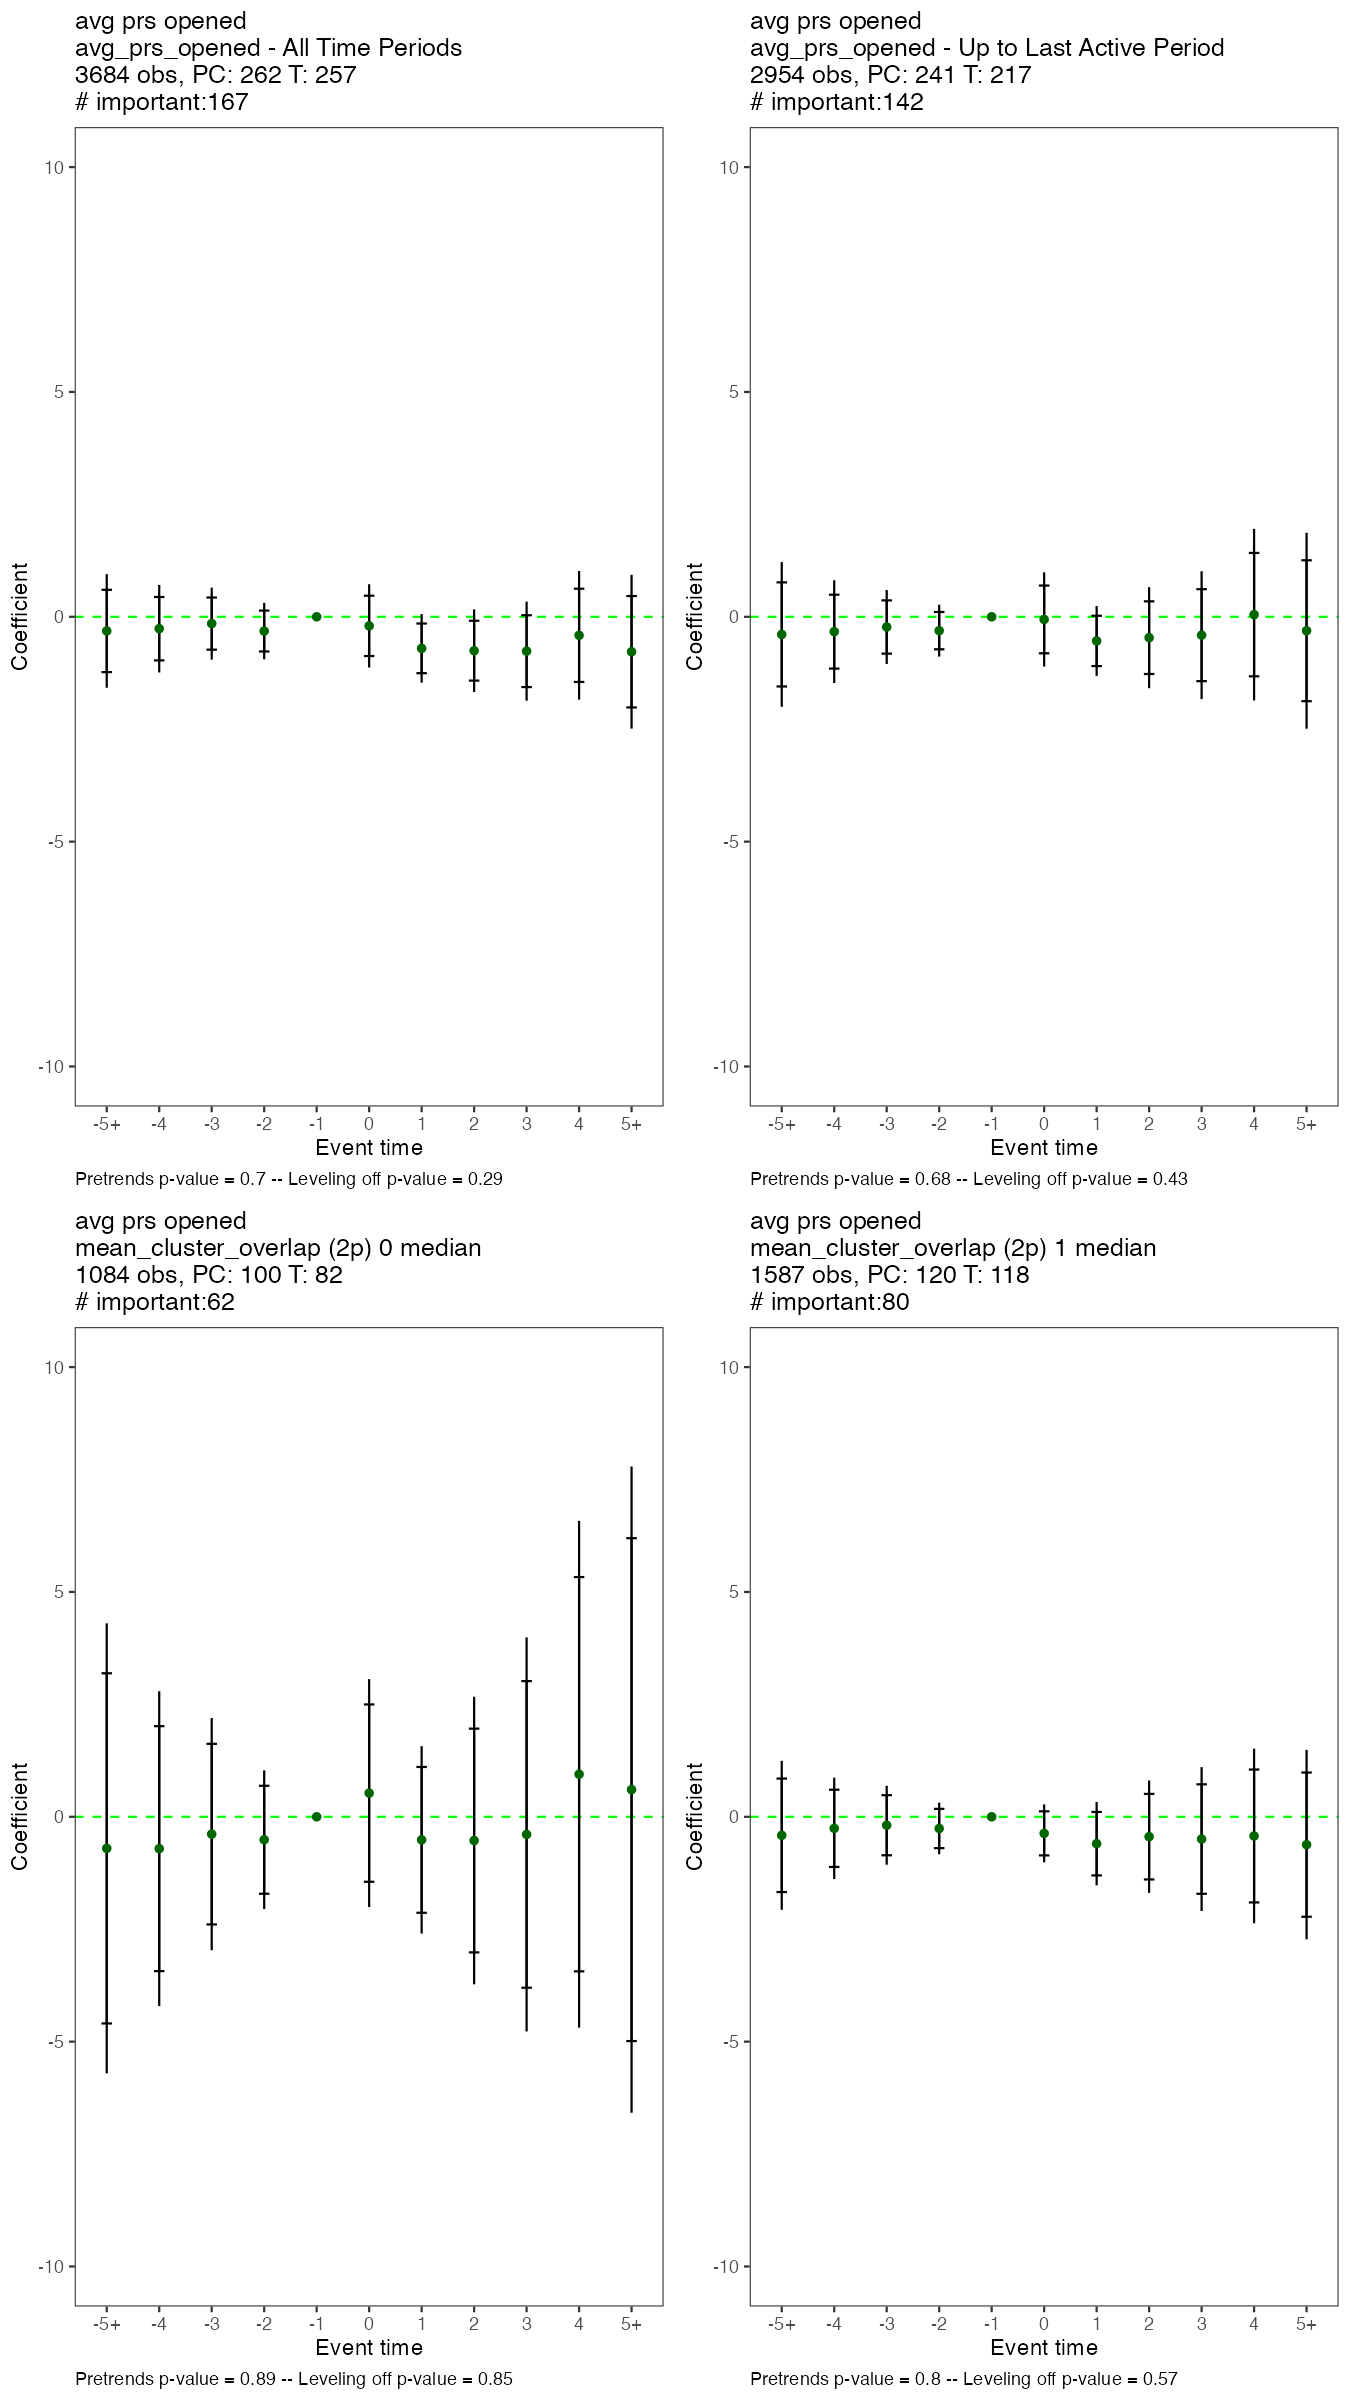 avg prs opened
avg_prs_opened - All Time Periods
3684 obs, PC: 262 T: 257
# important:167
10
5
0
-5
-10
Coefficient
-5+ -4 -3 -2 -1 0 1 2 3 4 5+
Event time
Pretrends p-value = 0.7 -- Leveling off p-value = 0.29
avg prs opened
avg_prs_opened - Up to Last Active Period
2954 obs, PC: 241 T: 217
# important:142
10
5
0
-5
-10
Coefficient
-5+ -4 -3 -2 -1 0 1 2 3 4 5+
Event time
Pretrends p-value = 0.68 -- Leveling off p-value = 0.43
avg prs opened
mean_cluster_overlap (2p) 0 median
1084 obs, PC: 100 T: 82
# important:62
10
5
0
-5
-10
Coefficient
-5+ -4 -3 -2 -1 0 1 2 3 4 5+
Event time
Pretrends p-value = 0.89 -- Leveling off p-value = 0.85
avg prs opened
mean_cluster_overlap (2p) 1 median
1587 obs, PC: 120 T: 118
# important:80
10
5
0
-5
-10
Coefficient
-5+ -4 -3 -2 -1 0 1 2 3 4 5+
Event time
Pretrends p-value = 0.8 -- Leveling off p-value = 0.57